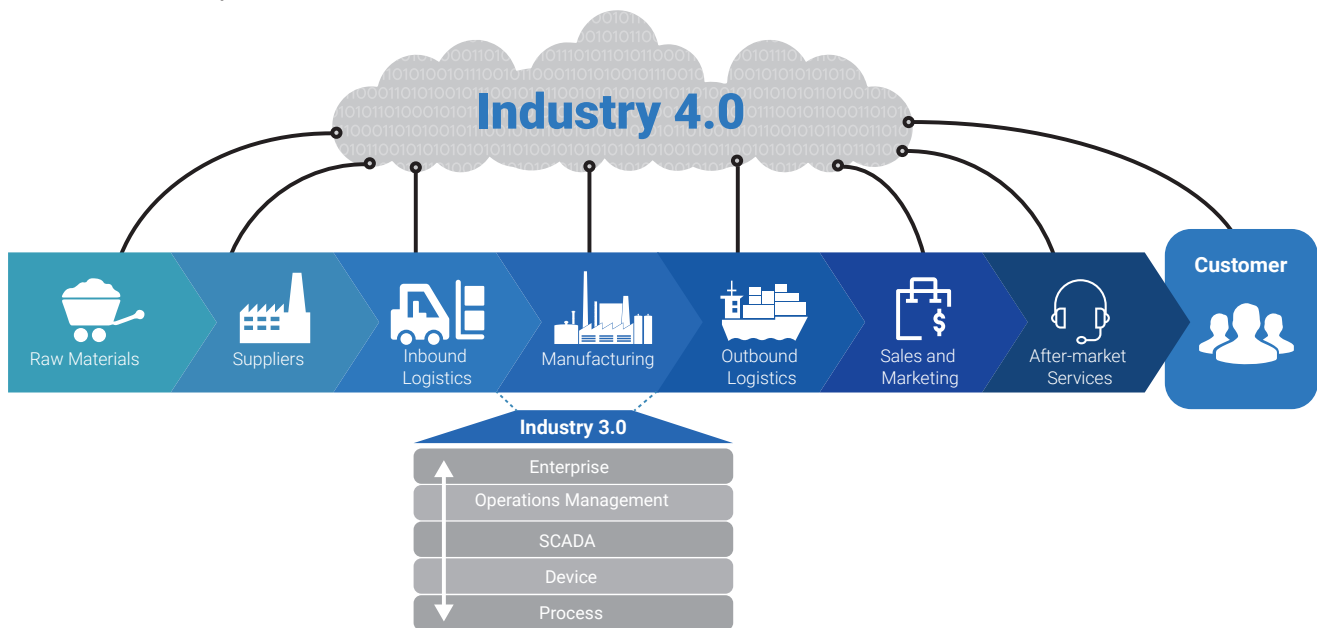 Industry 4.0
Customer
Raw Materials
Suppliers
Inbound
Logistics
Manufacturing
Outbound
Logistics
$
Sales and
Marketing
After-market
Services
Industry 3.0
Enterprise
Operations Management
SCADA
Device
Process